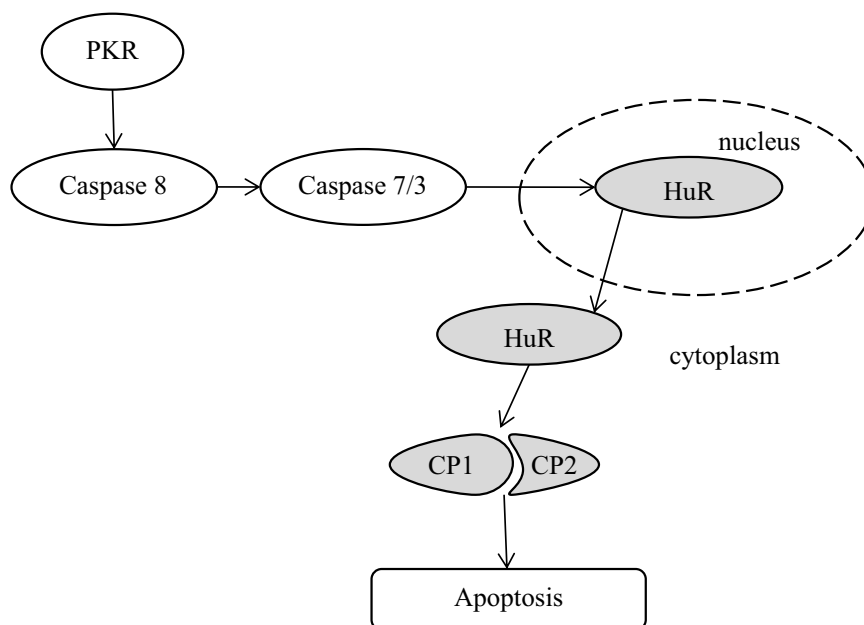 PKR
nucleus
Caspase 8
Caspase 7/3
HuR
HuR
cytoplasm
CP1
CP2
Apoptosis